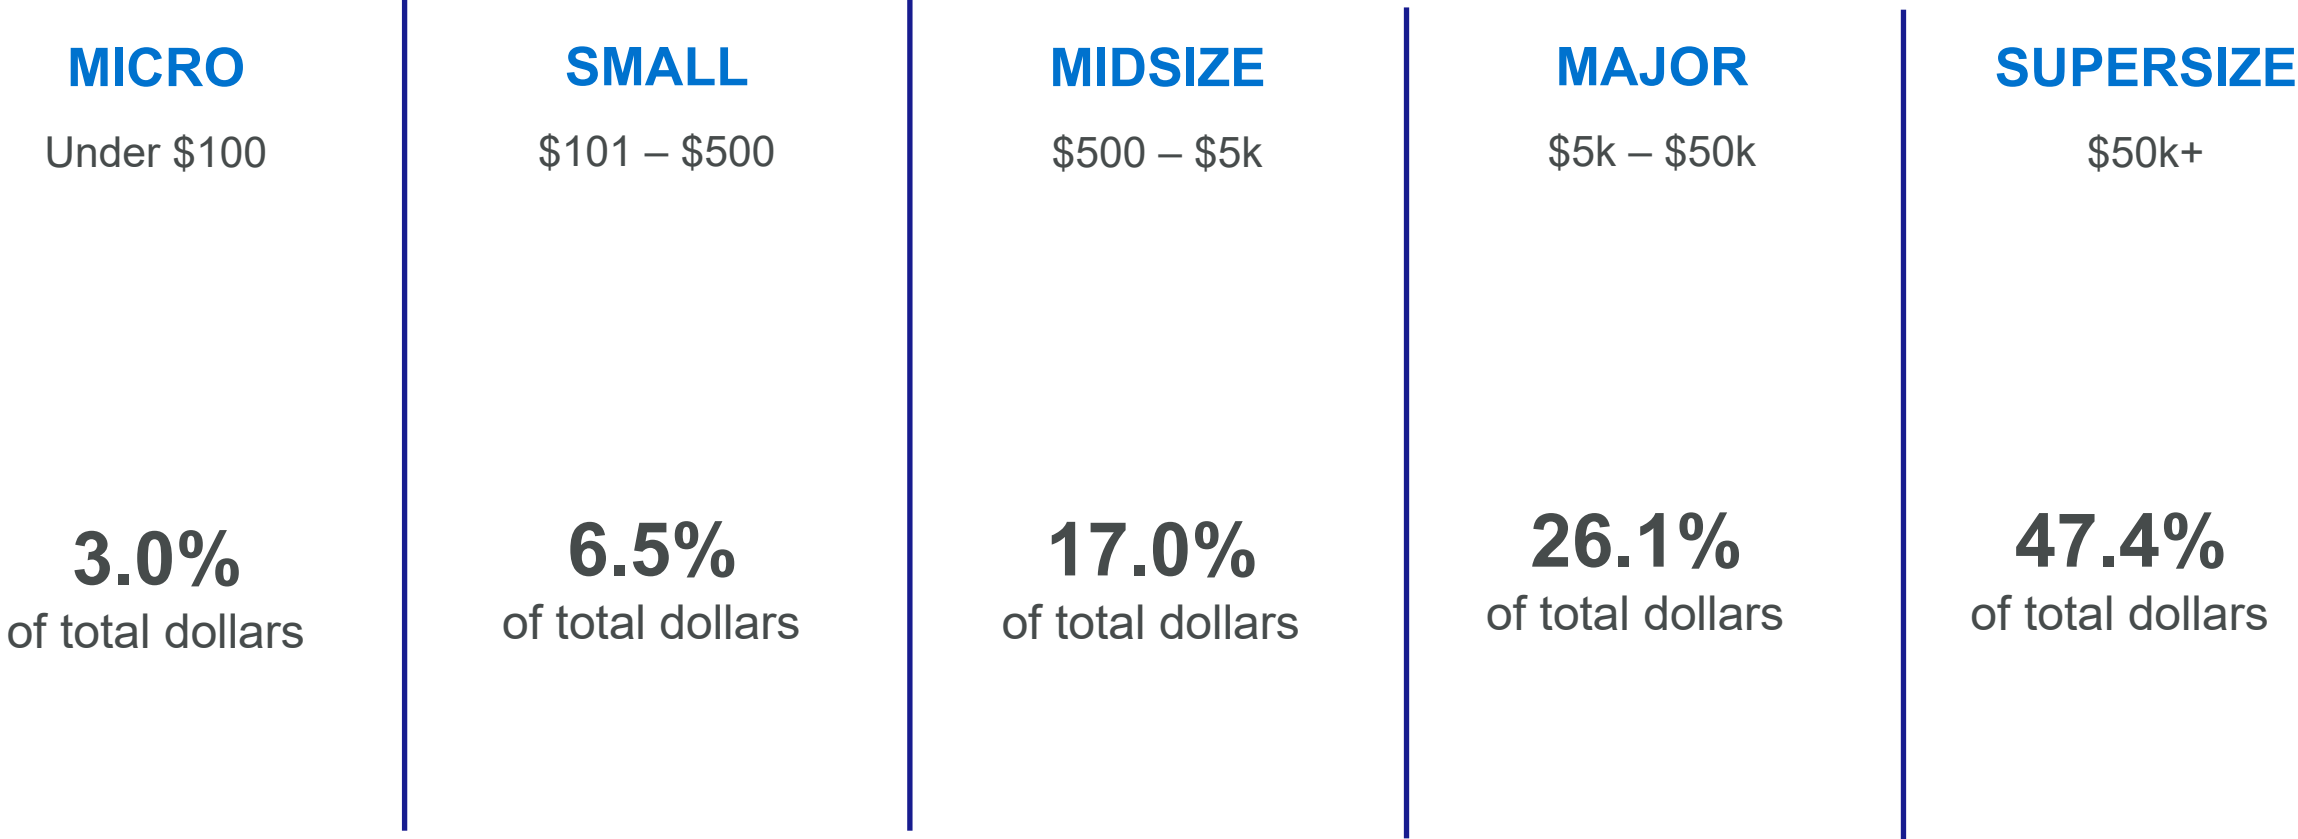 MICRO
Under $100
3.0%
of total dollars
SMALL
$101 – $500
6.5%
of total dollars
MIDSIZE
$500 – $5k
17.0%
of total dollars
MAJOR
$5k – $50k
26.1%
of total dollars
SUPERSIZE
$50k+
47.4%
of total dollars